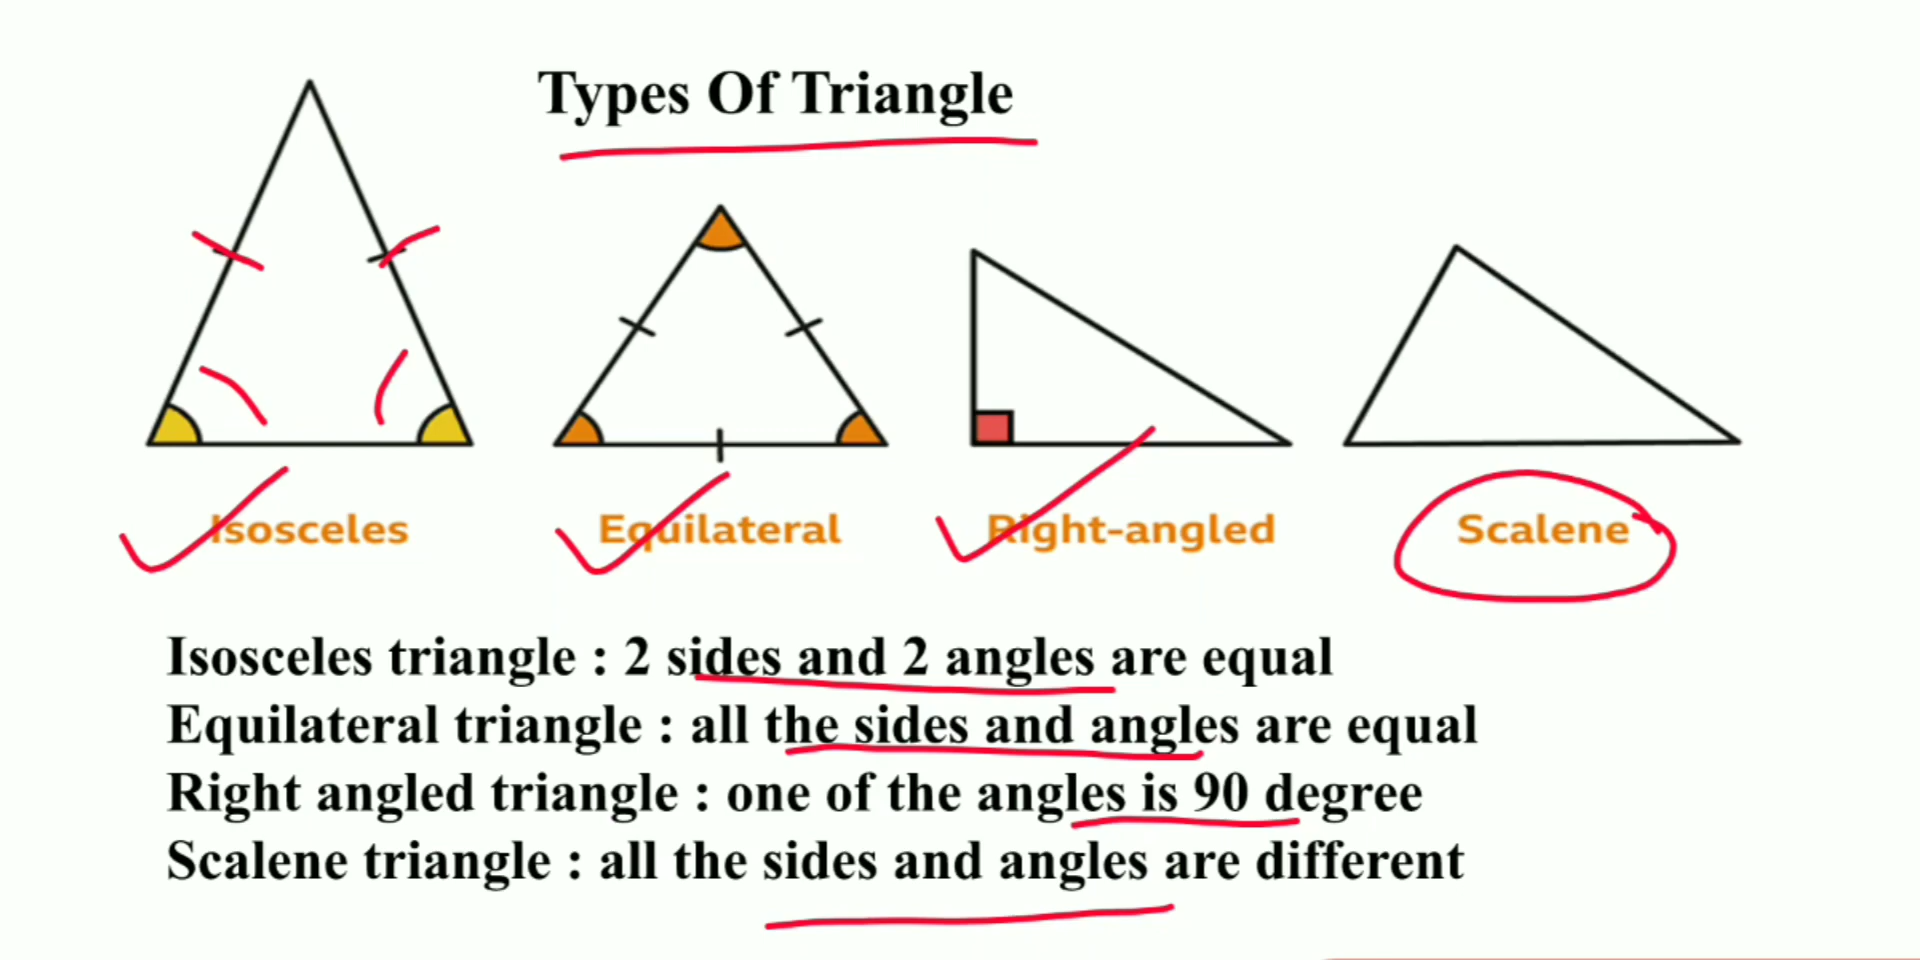 Types Of Triangle
Isosceles Equilateral Right-angled Scalene
Isosceles triangle : 2 sides and 2 angles are equal
Equilateral triangle : all the sides and angles are equal
Right angled triangle : one of the angles is 90 degree
Scalene triangle : all the sides and angles are different